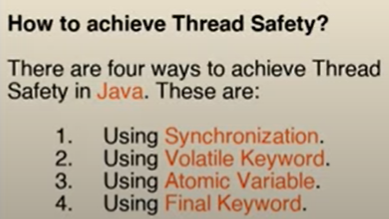 How to achieve Thread Safety?
There are four ways to achieve Thread
Safety in Java. These are:
1. Using Synchronization.
2. Using Volatile Keyword.
3. Using Atomic Variable.
4. Using Final Keyword.